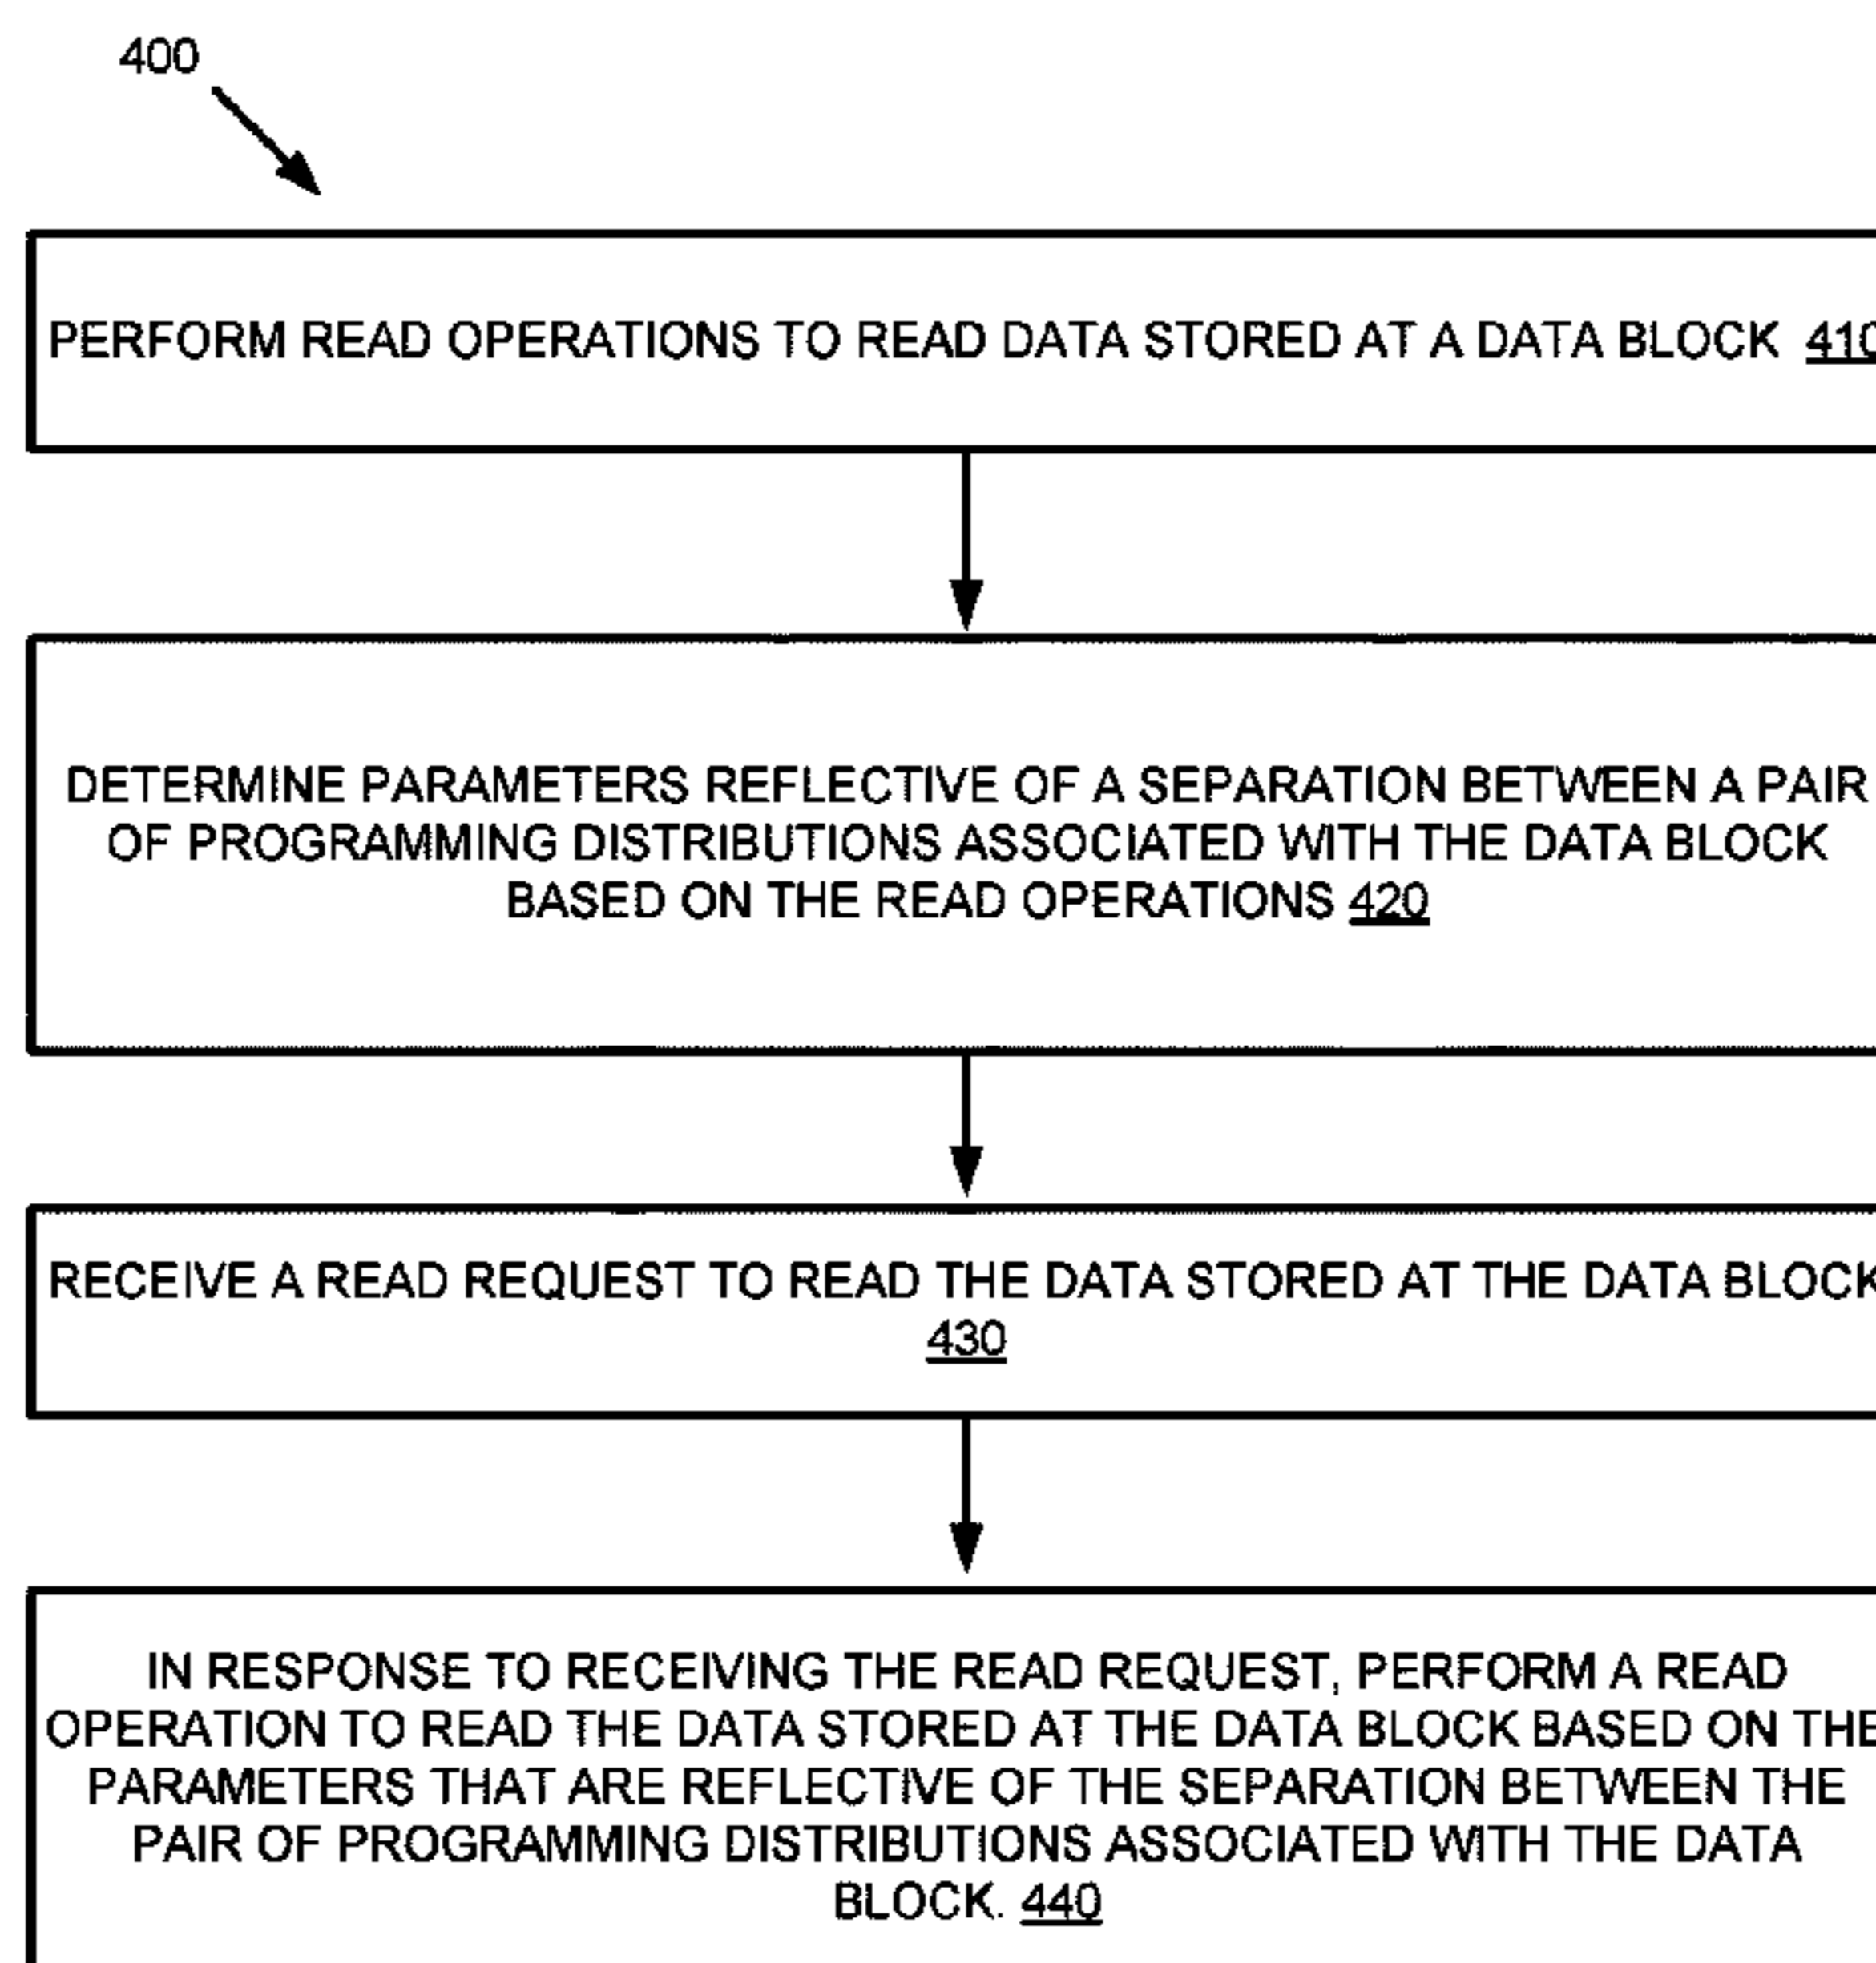 400
PERFORM READ OPERATIONS TO READ DATA STORED AT A DATA BLOCK 410
DETERMINE PARAMETERS REFLECTIVE OF A SEPARATION BETWEEN A PAIR
OF PROGRAMMING DISTRIBUTIONS ASSOCIATED WITH THE DATA BLOCK
BASED ON THE READ OPERATIONS 420
RECEIVE A READ REQUEST TO READ THE DATA STORED AT THE DATA BLOCK
430
IN RESPONSE TO RECEIVING THE READ REQUEST, PERFORM A READ
OPERATION TO READ THE DATA STORED AT THE DATA BLOCK BASED ON THE
PARAMETERS THAT ARE REFLECTIVE OF THE SEPARATION BETWEEN THE
PAIR OF PROGRAMMING DISTRIBUTIONS ASSOCIATED WITH THE DATA
BLOCK. 440